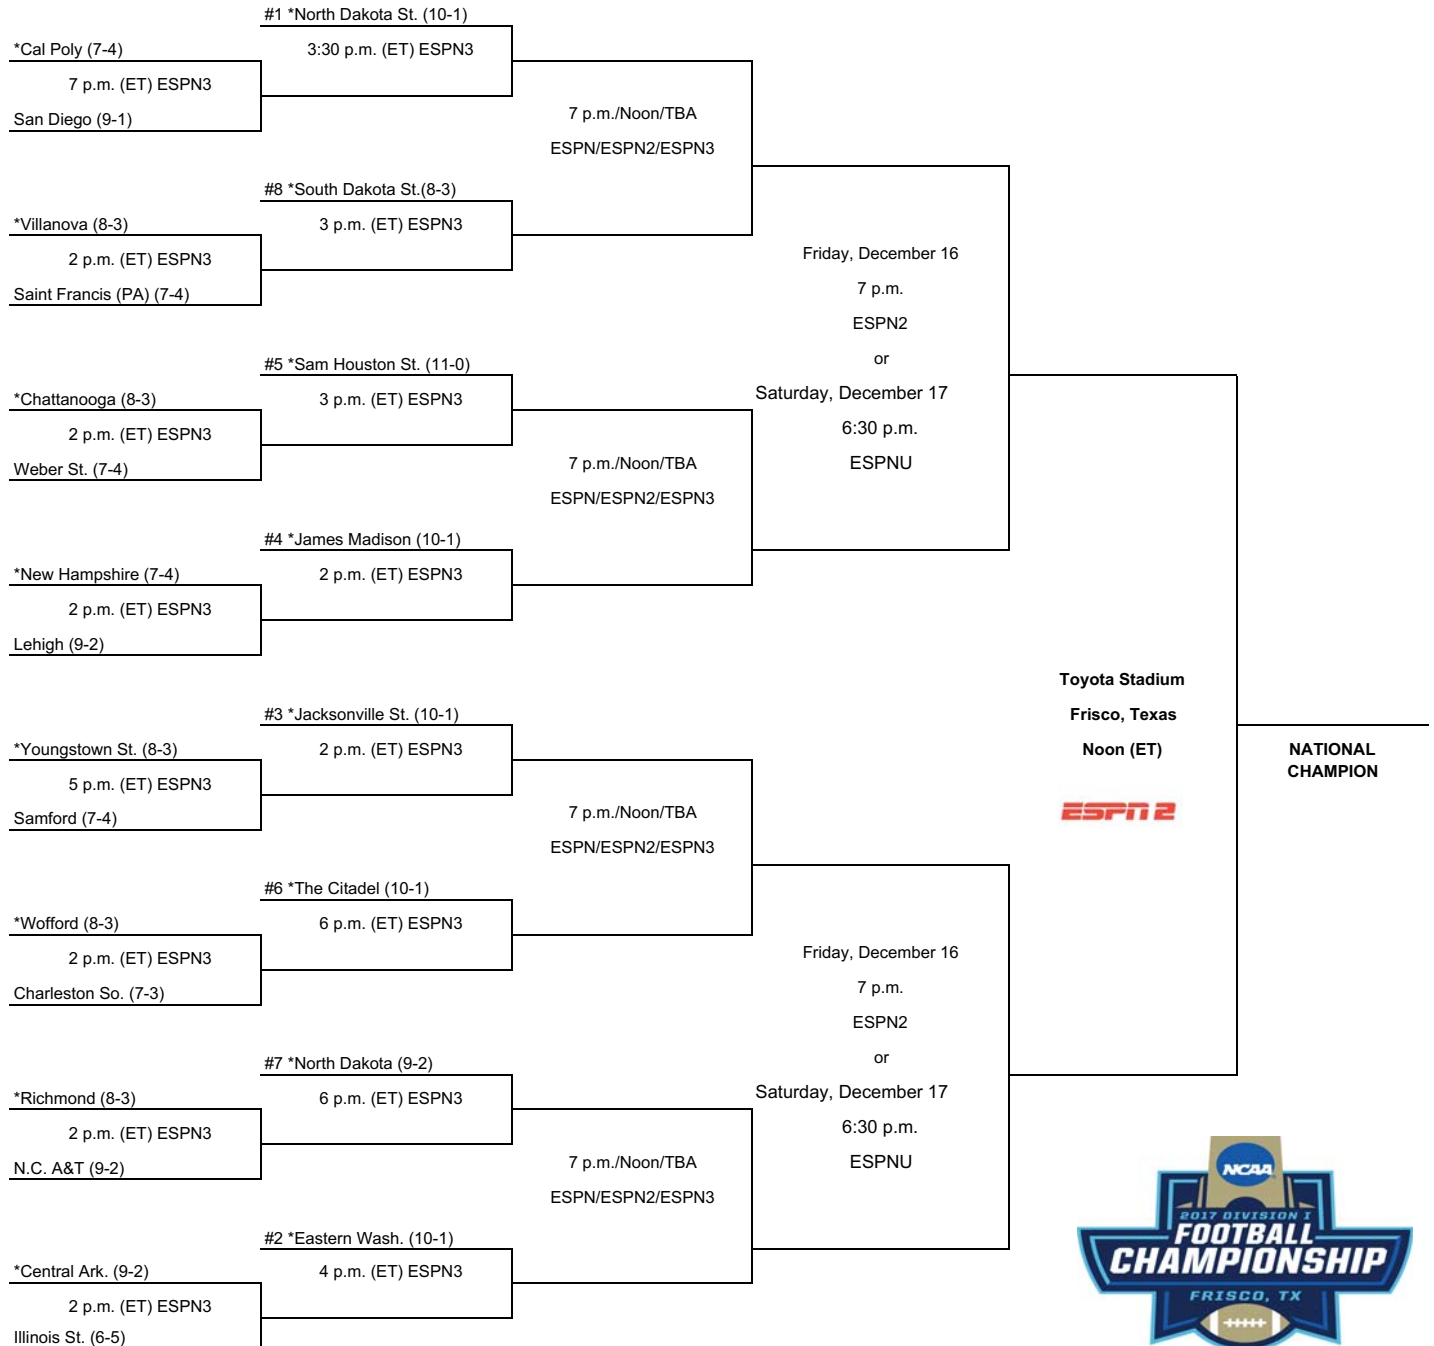 #1 *North Dakota St. (10-1)
*Cal Poly (7-4)
3:30 p.m. (ET) ESPN3
7 p.m. (ET) ESPN3
San Diego (9-1)
7 p.m./Noon/TBA
ESPN/ESPN2/ESPN3
#8 *South Dakota St.(8-3)
*Villanova (8-3)
3 p.m. (ET) ESPN3
2 p.m. (ET) ESPN3
Saint Francis (PA) (7-4)
Friday, December 16
7 p.m.
ESPN2
or
Saturday, December 17
6:30 p.m.
ESPNU
#5 *Sam Houston St. (11-0)
*Chattanooga (8-3)
3 p.m. (ET) ESPN3
2 p.m. (ET) ESPN3
Weber St. (7-4)
7 p.m./Noon/TBA
ESPN/ESPN2/ESPN3
#4 *James Madison (10-1)
*New Hampshire (7-4)
2 p.m. (ET) ESPN3
2 p.m. (ET) ESPN3
Lehigh (9-2)
Toyota Stadium
Frisco, Texas
Noon (ET)
ESPN 2
NATIONAL
CHAMPION
#3 *Jacksonville St. (10-1)
*Youngstown St. (8-3)
2 p.m. (ET) ESPN3
5 p.m. (ET) ESPN3
Samford (7-4)
7 p.m./Noon/TBA
ESPN/ESPN2/ESPN3
#6 *The Citadel (10-1)
*Wofford (8-3)
6 p.m. (ET) ESPN3
2 p.m. (ET) ESPN3
Charleston So. (7-3)
Friday, December 16
7 p.m.
ESPN2
or
Saturday, December 17
6:30 p.m.
ESPNU
#7 *North Dakota (9-2)
*Richmond (8-3)
6 p.m. (ET) ESPN3
2 p.m. (ET) ESPN3
N.C. A&T (9-2)
7 p.m./Noon/TBA
ESPN/ESPN2/ESPN3
#2 *Eastern Wash. (10-1)
*Central Ark. (9-2)
4 p.m. (ET) ESPN3
2 p.m. (ET) ESPN3
Illinois St. (6-5)
NCAA
2017 DIVISION I
FOOTBALL
CHAMPIONSHIP
FRISCO, TX